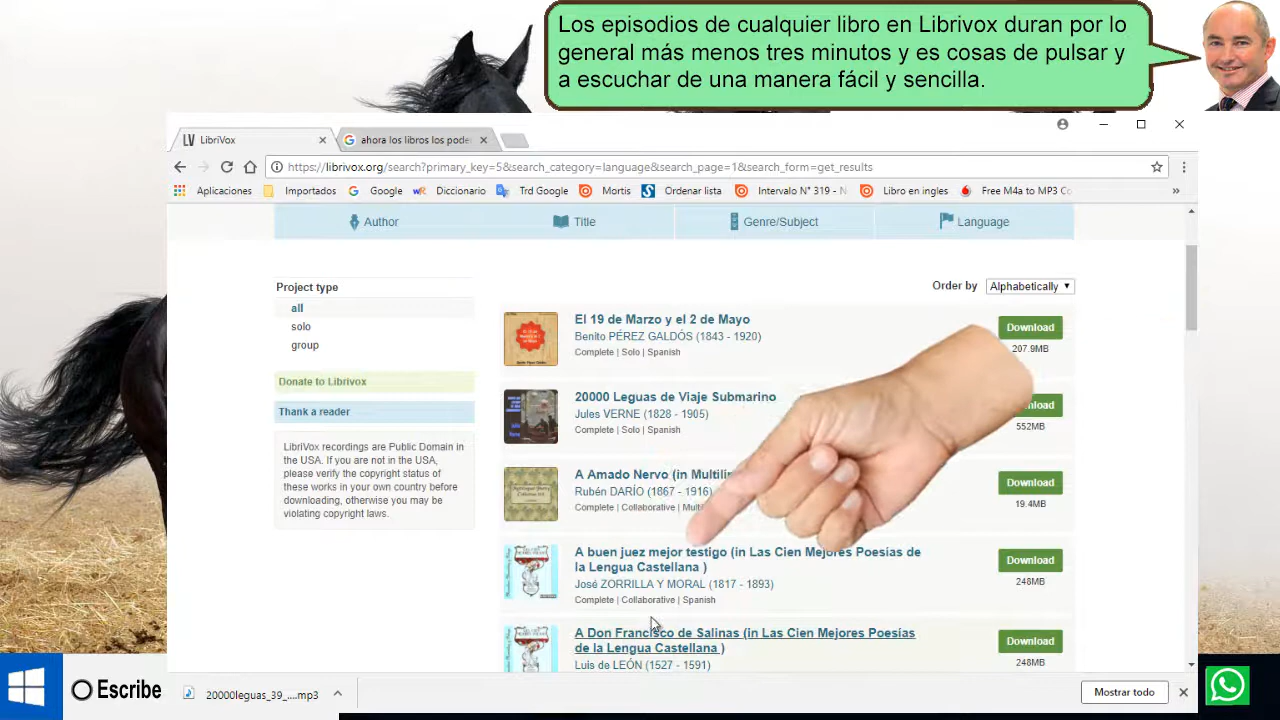 Los episodios de cualquier libro en Librivox duran por lo
general más menos tres minutos y es cosas de pulsar y
a escuchar de una manera fácil y sencilla.
LV LibriVox
G ahora los libros los pode
https://librivox.org/search?primary_key=5&search_category=language&search_page=1&search_form=get_results
Aplicaciones
Importados
Google
wR Diccionario
Trd Google
Mortis
Ordenar lista
Intervalo N° 319 - N
Libro en ingles
Free M4a to MP3 Co
»
Author
Title
Genre/Subject
Language
Project type
all
solo
group
Donate to Librivox
Thank a reader
LibriVox recordings are Public Domain in
the USA. If you are not in the USA,
please verify the copyright status of
these works in your own country before
downloading, otherwise you may be
violating copyright laws.
Order by Alphabetically
El 19 de Marzo y el 2 de Mayo
Benito PÉREZ GALDÓS (1843 - 1920)
Complete | Solo | Spanish
Download
207.9MB
20000 Leguas de Viaje Submarino
Jules VERNE (1828 - 1905)
Complete | Solo | Spanish
552MB
A Amado Nervo (in
Rubén DARÍO (1867 - 1916)
Complete | Collaborative |
Download
19.4MB
A buen juez mejor testigo (in Las Cien Mejores Poesías de
la Lengua Castellana )
José ZORRILLA Y MORAL (1817 - 1893)
Complete | Collaborative | Spanish
Download
248MB
A Don Francisco de Salinas (in Las Cien Mejores Poesías
de la Lengua Castellana )
Luis de LEÓN (1527 - 1591)
Download
248MB
Escribe
20000leguas_39_....mp3
Mostrar todo